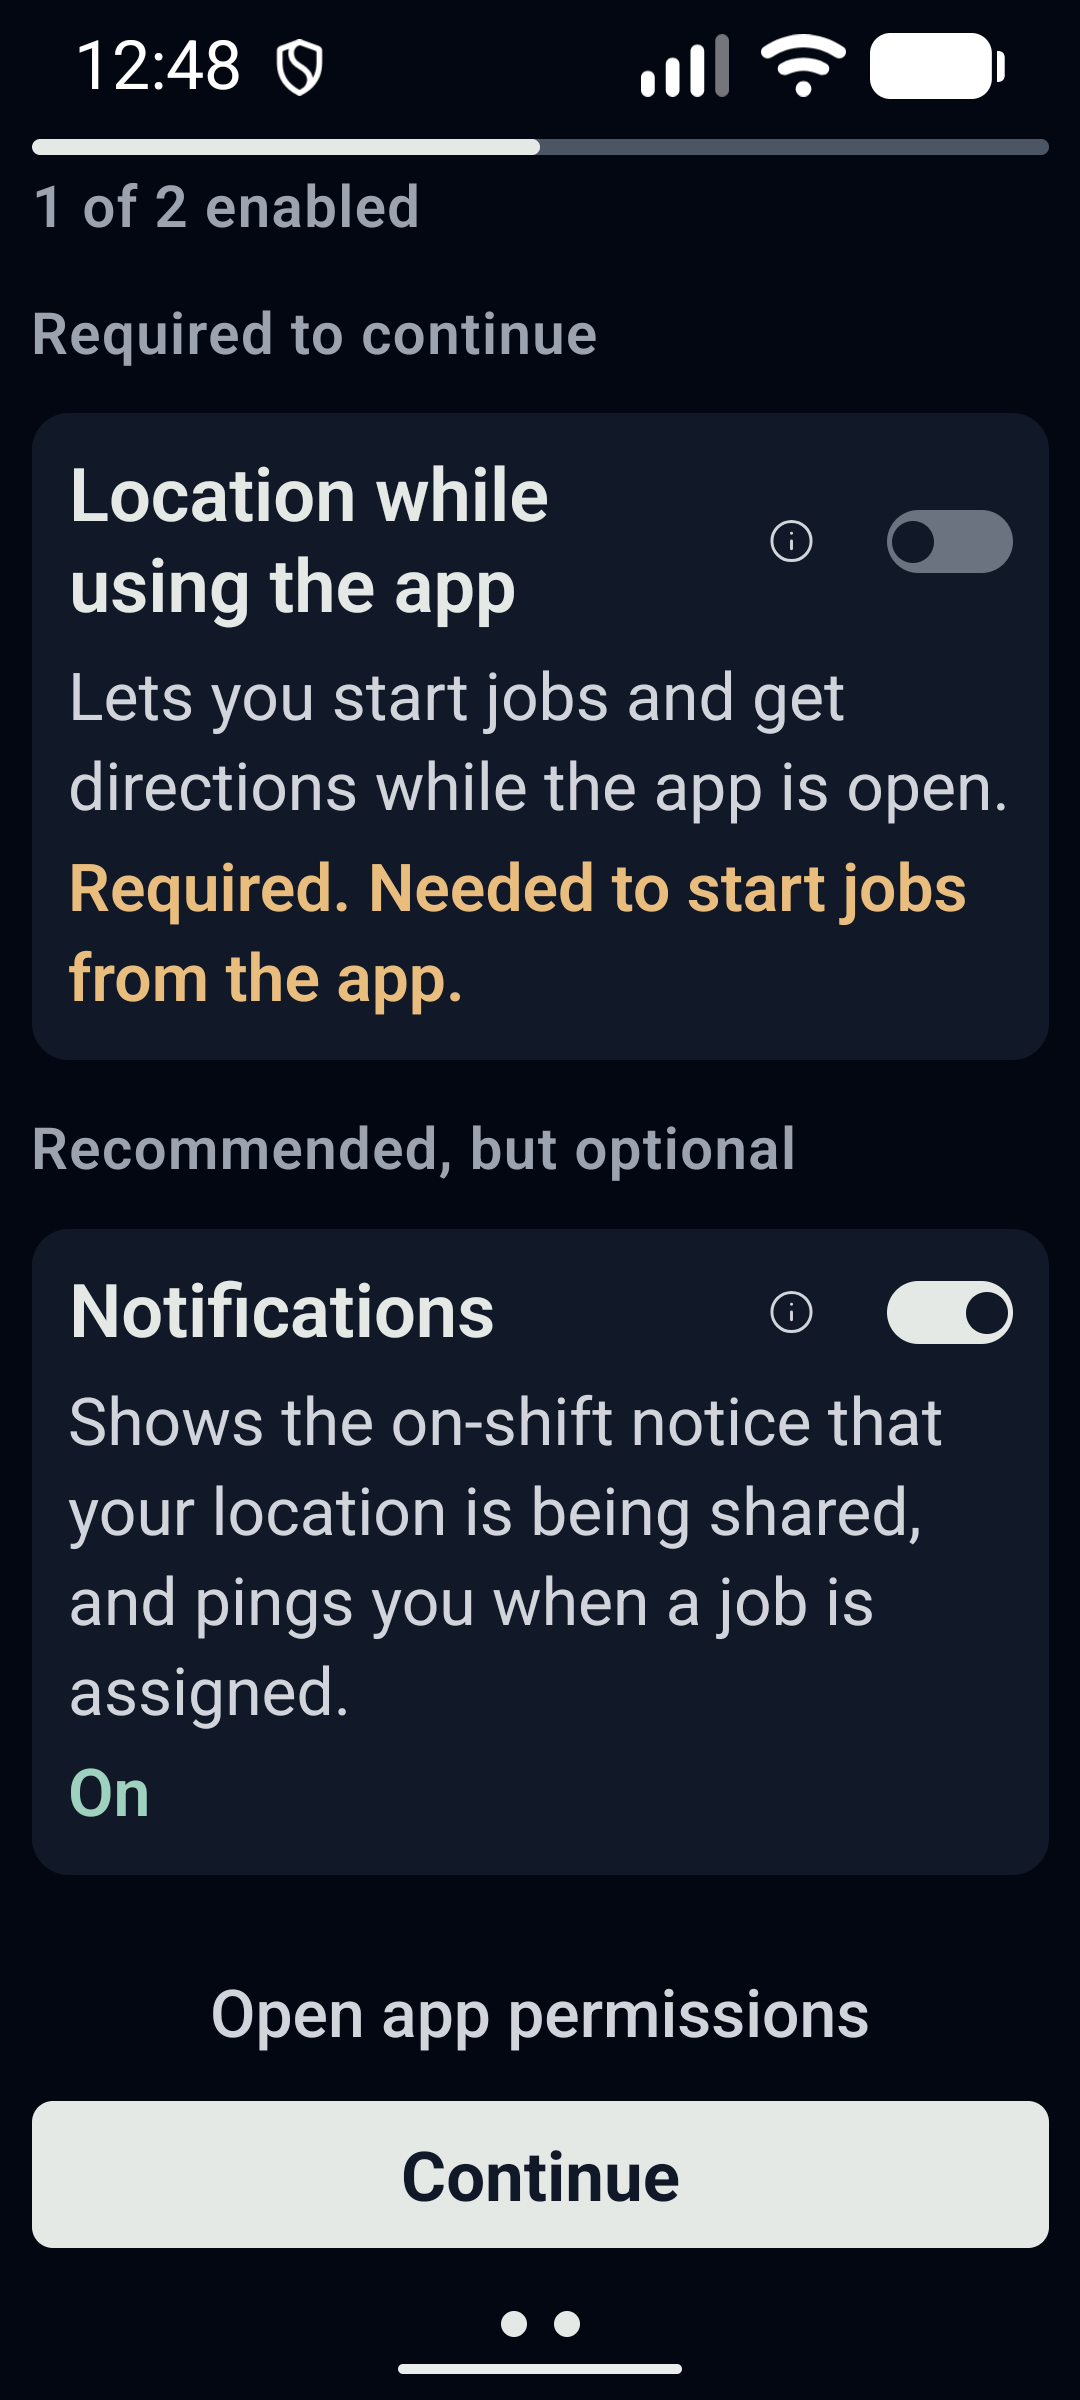 12:48
1 of 2 enabled
Required to continue
Location while
using the app
Lets you start jobs and get
directions while the app is open.
Required. Needed to start jobs
from the app.
Recommended, but optional
Notifications
Shows the on-shift notice that
your location is being shared,
and pings you when a job is
assigned.
On
Open app permissions
Continue